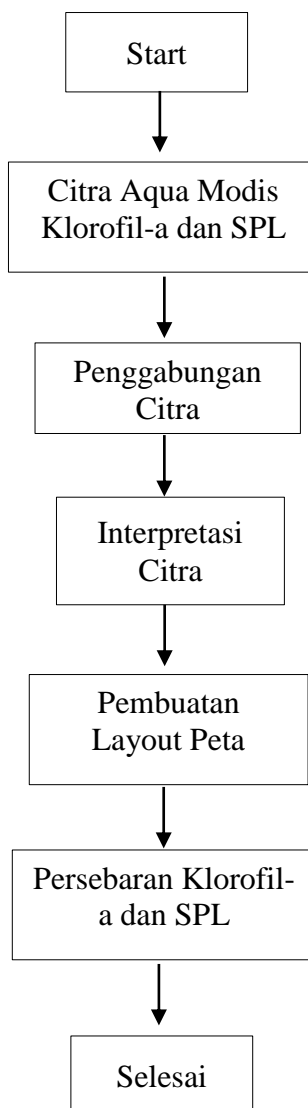 Start
Citra Aqua Modis
Klorofil-a dan SPL
Penggabungan
Citra
Interpretasi
Citra
Pembuatan
Layout Peta
Persebaran Klorofil-
a dan SPL
Selesai